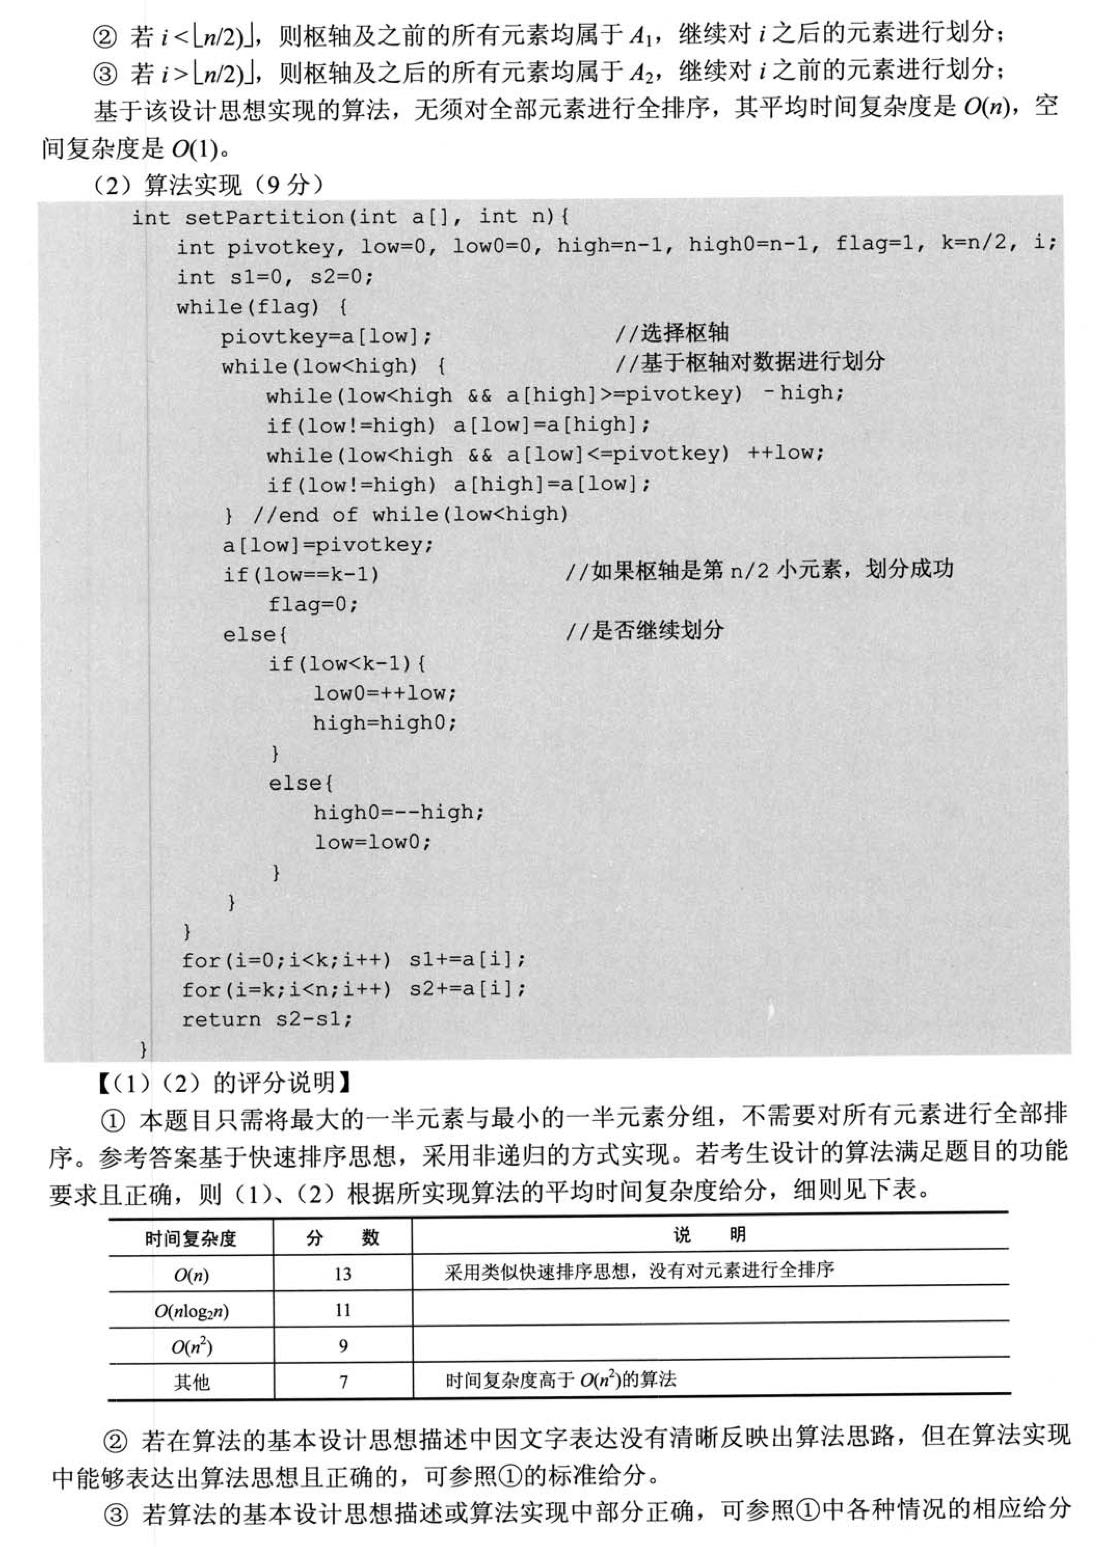 ② 若 i <⌊n/2)⌋，则枢轴及之前的所有元素均属于 A₁，继续对 i 之后的元素进行划分；
③ 若 i >⌊n/2)⌋，则枢轴及之后的所有元素均属于 A₂，继续对 i 之前的元素进行划分；
基于该设计思想实现的算法，无须对全部元素进行全排序，其平均时间复杂度是 O(n)，空
间复杂度是 O(1)。
（2）算法实现（9 分）
int setPartition(int a[], int n){
int pivotkey, low=0, low0=0, high=n-1, high0=n-1, flag=1, k=n/2, i;
int s1=0, s2=0;
while(flag) {
piovtkey=a[low]; //选择枢轴
while(low<high) { //基于枢轴对数据进行划分
while(low<high && a[high]>=pivotkey) -high;
if(low!=high) a[low]=a[high];
while(low<high && a[low]<=pivotkey) ++low;
if(low!=high) a[high]=a[low];
} //end of while(low<high)
a[low]=pivotkey;
if(low==k-1) //如果枢轴是第 n/2 小元素，划分成功
flag=0;
else{ //是否继续划分
if(low<k-1){
low0=++low;
high=high0;
}
else{
high0=--high;
low=low0;
}
}
}
for(i=0;i<k;i++) s1+=a[i];
for(i=k;i<n;i++) s2+=a[i];
return s2-s1;
}
【（1）（2）的评分说明】
① 本题目只需将最大的一半元素与最小的一半元素分组，不需要对所有元素进行全部排
序。参考答案基于快速排序思想，采用非递归的方式实现。若考生设计的算法满足题目的功能
要求且正确，则（1）、（2）根据所实现算法的平均时间复杂度给分，细则见下表。
时间复杂度 分 数 说 明
O(n) 13 采用类似快速排序思想，没有对元素进行全排序
O(nlog₂n) 11
O(n²) 9
其他 7 时间复杂度高于 O(n²)的算法
② 若在算法的基本设计思想描述中因文字表达没有清晰反映出算法思路，但在算法实现
中能够表达出算法思想且正确的，可参照①的标准给分。
③ 若算法的基本设计思想描述或算法实现中部分正确，可参照①中各种情况的相应给分